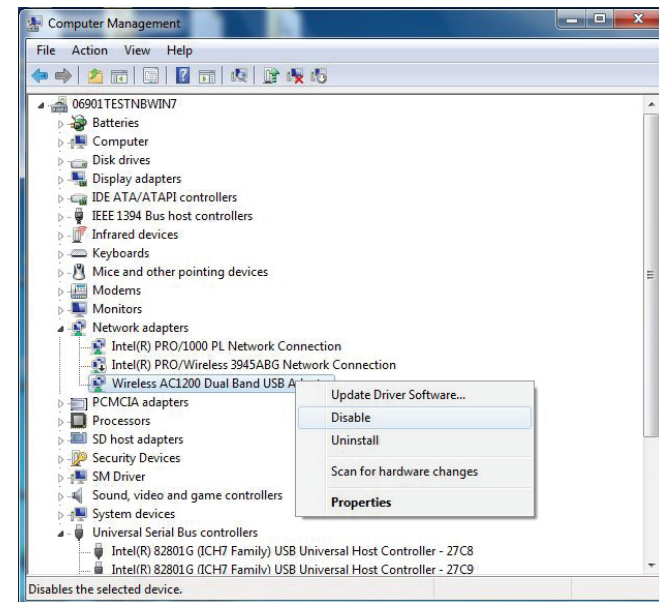 Computer Management
File Action View Help
06901TESTNBWIN7
Batteries
Computer
Disk drives
Display adapters
IDE ATA/ATAPI controllers
IEEE 1394 Bus host controllers
Infrared devices
Keyboards
Mice and other pointing devices
Modems
Monitors
Network adapters
Intel(R) PRO/1000 PL Network Connection
Intel(R) PRO/Wireless 3945ABG Network Connection
Wireless AC1200 Dual Band USB
PCMCIA adapters
Processors
SD host adapters
Security Devices
SM Driver
Sound, video and game controllers
System devices
Universal Serial Bus controllers
Intel(R) 82801G (ICH7 Family) USB Universal Host Controller - 27C8
Intel(R) 82801G (ICH7 Family) USB Universal Host Controller - 27C9
Update Driver Software...
Disable
Uninstall
Scan for hardware changes
Properties
Disables the selected device.